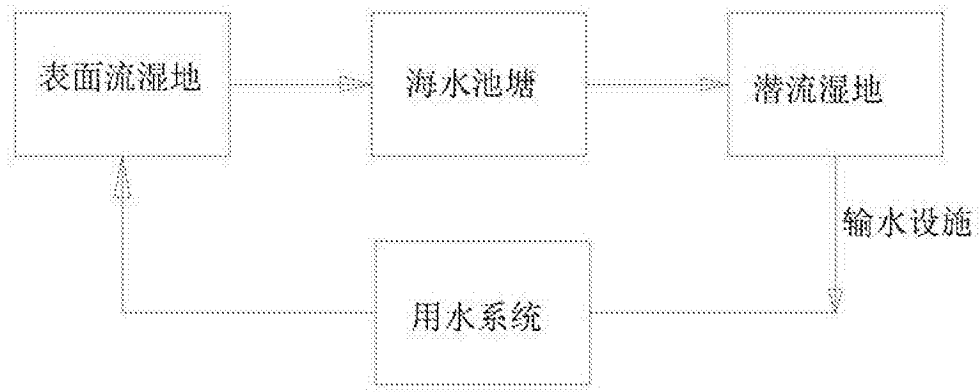 表面流湿地
海水池塘
潜流湿地
输水设施
用水系统